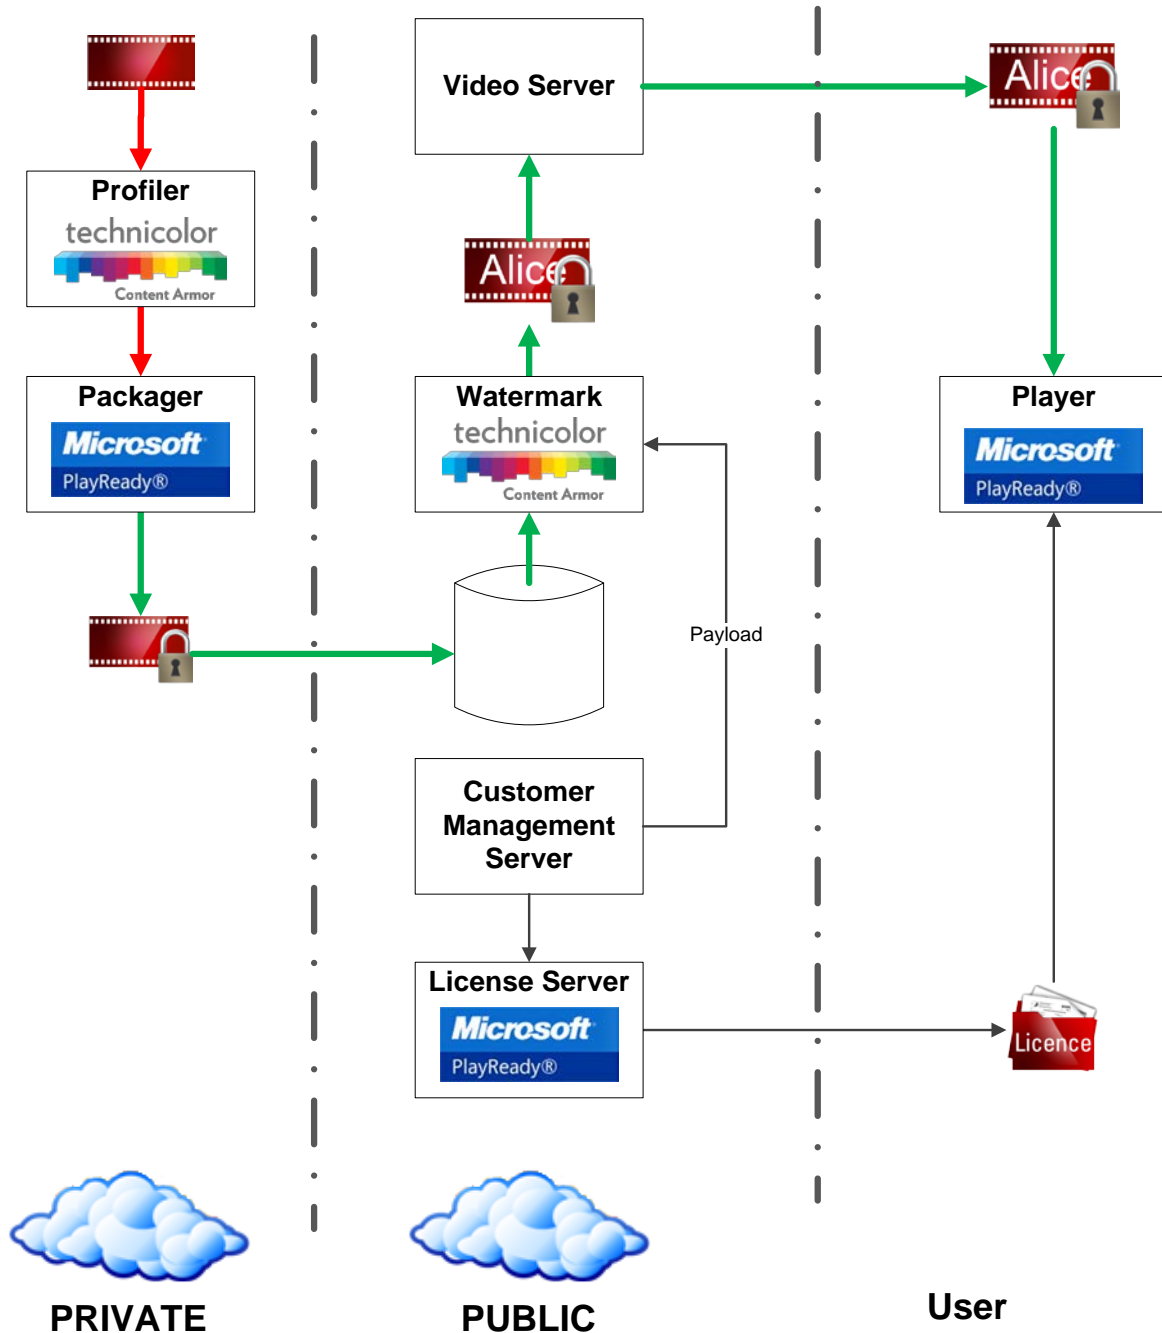 Profiler
technicolor
Content Armor
Packager
Microsoft
PlayReady®
Video Server
Alice
Watermark
technicolor
Content Armor
Payload
Customer
Management
Server
License Server
Microsoft
PlayReady®
Alice
Player
Microsoft
PlayReady®
Licence
PRIVATE
PUBLIC
User